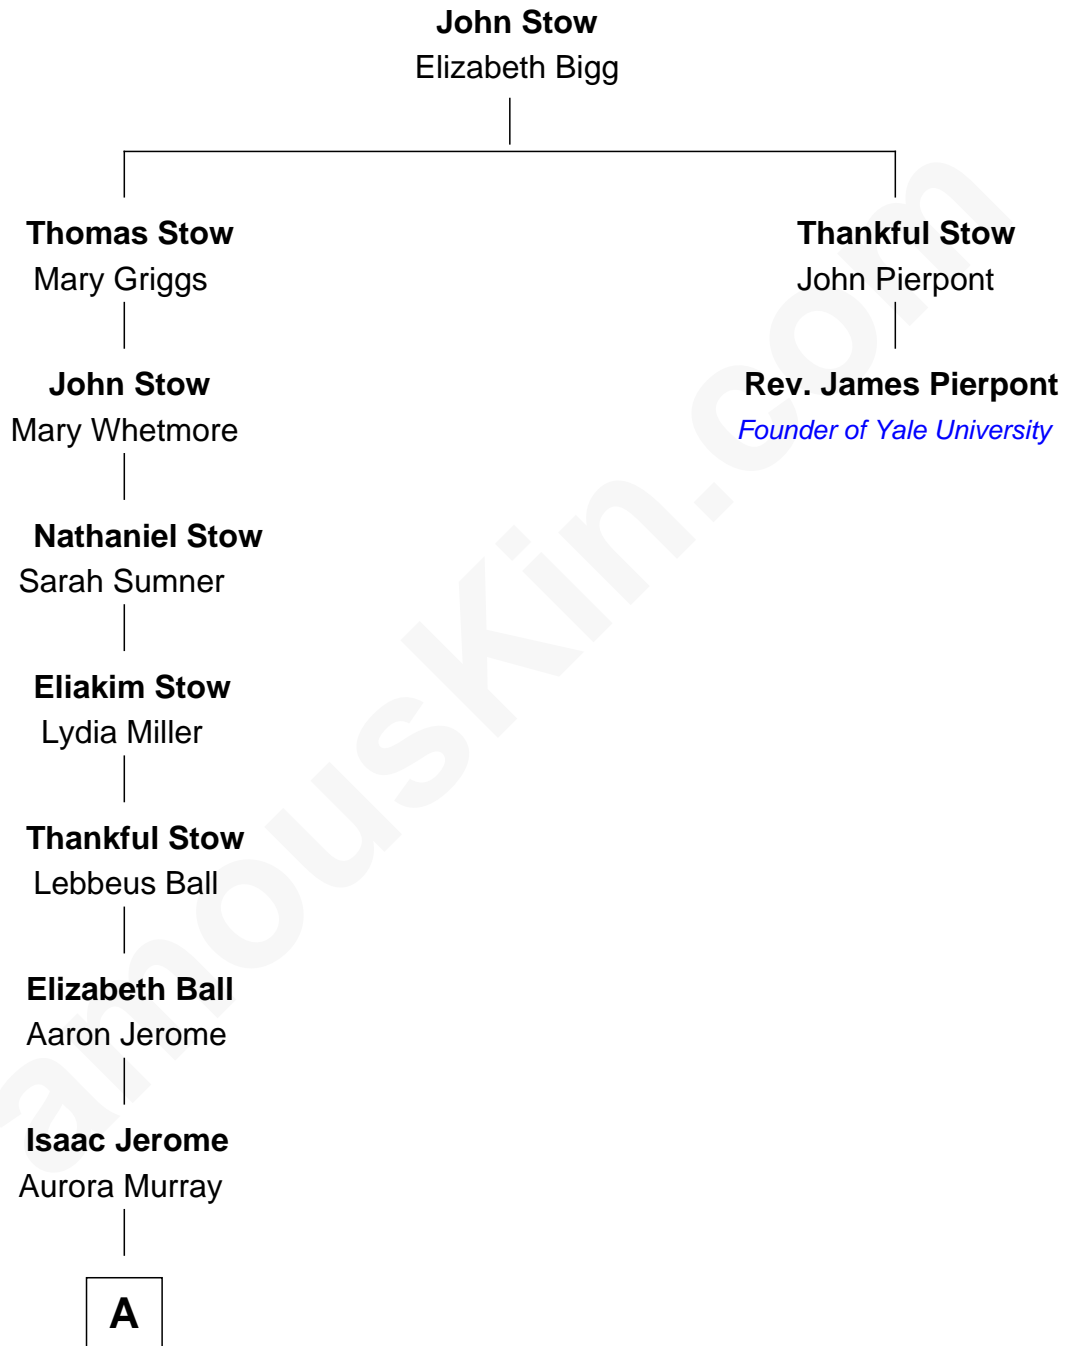 John Stow
Elizabeth Bigg
Thomas Stow
Mary Griggs
Thankful Stow
John Pierpont
John Stow
Mary Whetmore
Rev. James Pierpont
Founder of Yale University
Nathaniel Stow
Sarah Sumner
Eliakim Stow
Lydia Miller
Thankful Stow
Lebbeus Ball
Elizabeth Ball
Aaron Jerome
Isaac Jerome
Aurora Murray
A
amousKin.com